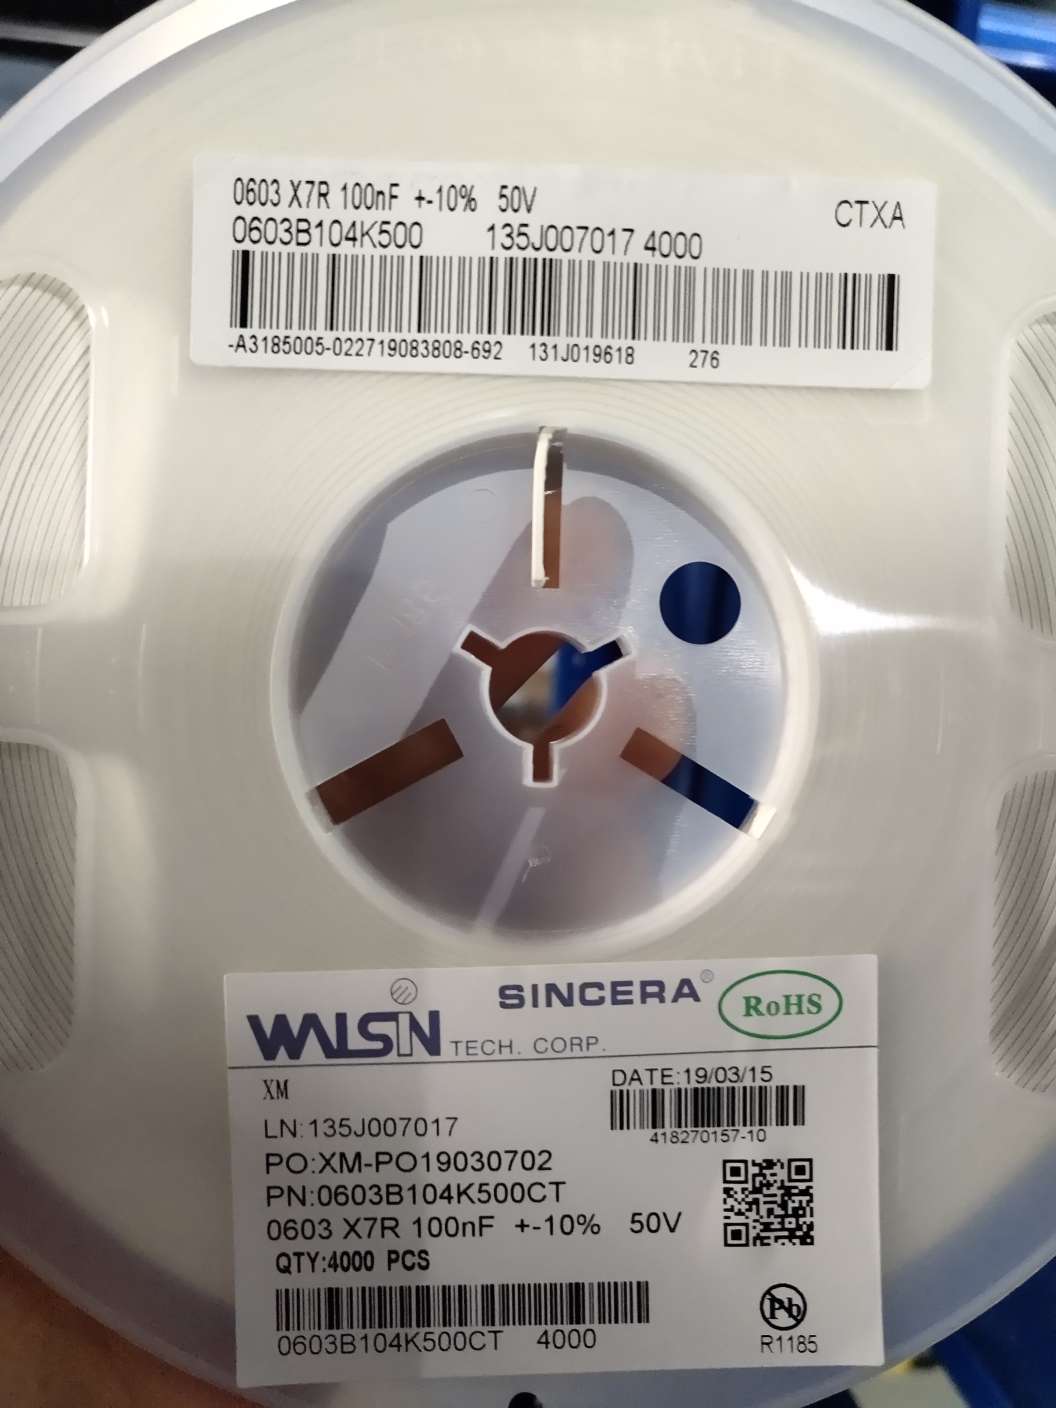 0603 X7R 100nF +-10% 50V
CTXA
0603B104K500 135J007017 4000
-A3185005-022719083808-692 131J019618 276
WALSIN TECH. CORP.
SINCERA®
RoHS
XM
DATE:19/03/15
418270157-10
LN:135J007017
PO:XM-PO19030702
PN:0603B104K500CT
0603 X7R 100nF +-10% 50V
QTY:4000 PCS
0603B104K500CT 4000
Pb
R1185